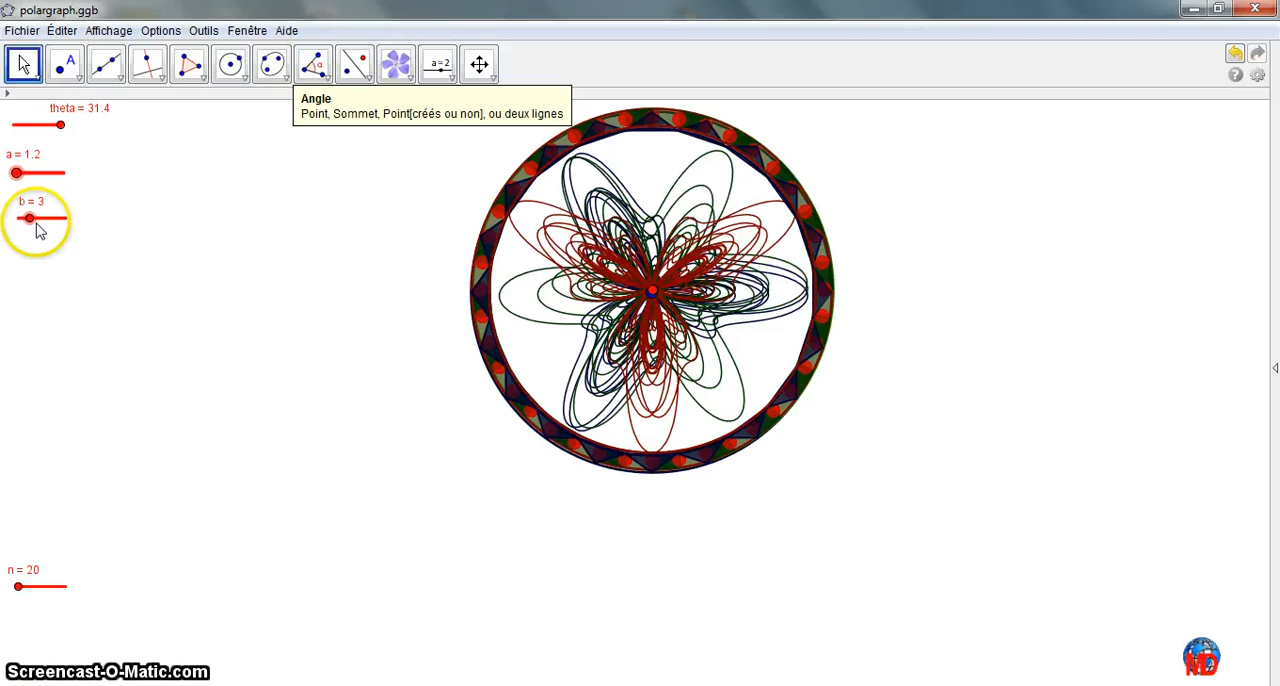 polargraph.ggb
Fichier Éditer Affichage Options Outils Fenêtre Aide
A
a=2
α
Angle
Point, Sommet, Point[créés ou non], ou deux lignes
theta = 31.4
a = 1.2
b = 3
n = 20
MD
Screencast-O-Matic.com